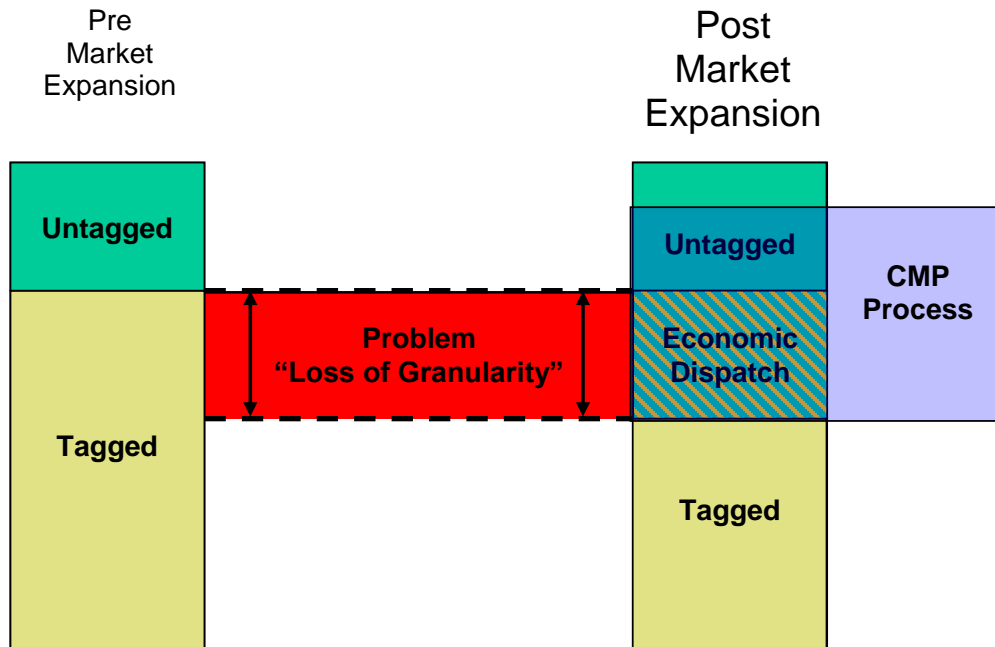 Pre
Market
Expansion
Post
Market
Expansion
Untagged
Untagged
CMP
Process
Problem
“Loss of Granularity”
Economic
Dispatch
Tagged
Tagged